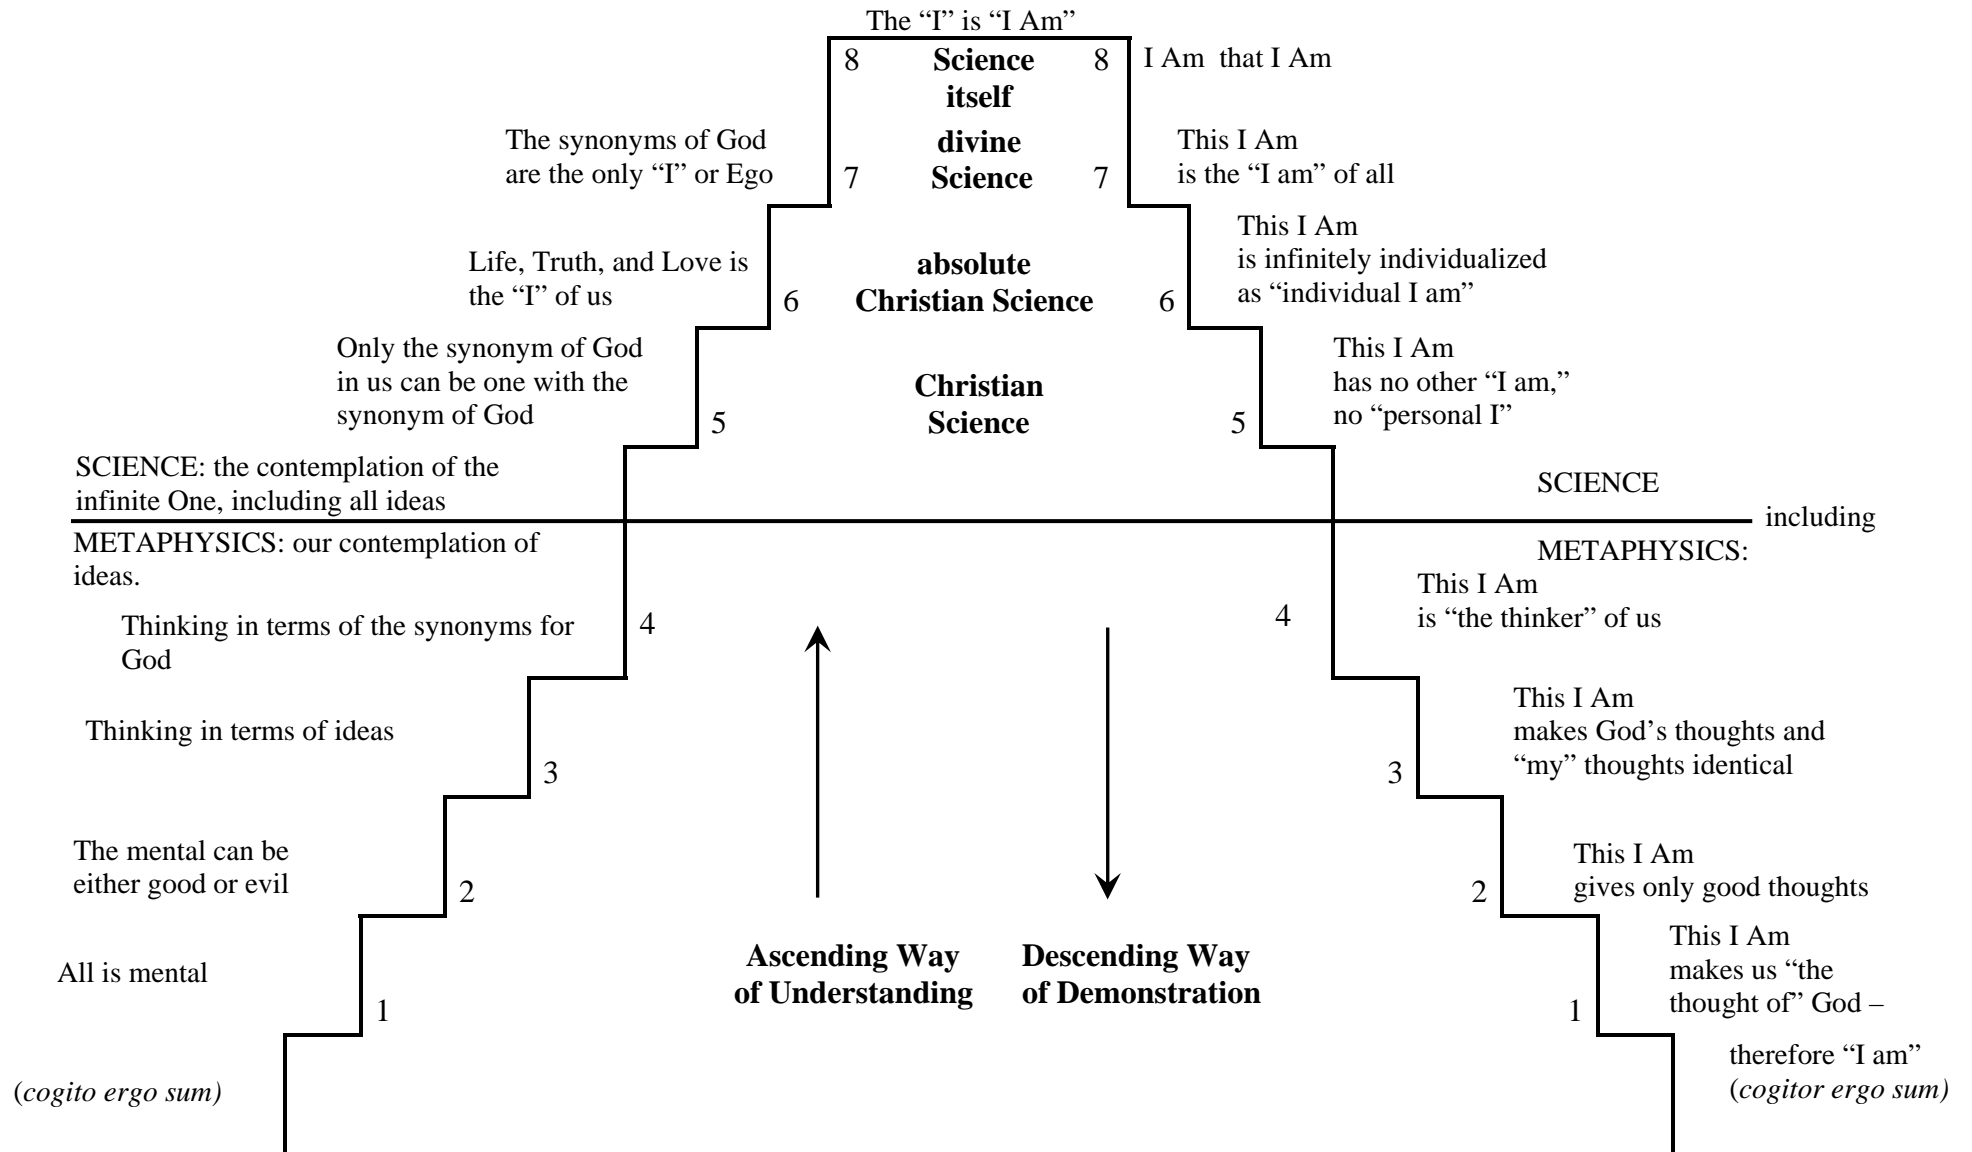 The “I” is “I Am”
8 Science 8 I Am that I Am
itself
The synonyms of God
are the only “I” or Ego
7
divine
Science
7
This I Am
is the “I am” of all
Life, Truth, and Love is
the “I” of us
6
absolute
Christian Science
6
This I Am
is infinitely individualized
as “individual I am”
Only the synonym of God
in us can be one with the
synonym of God
5
Christian
Science
5
This I Am
has no other “I am,”
no “personal I”
SCIENCE: the contemplation of the
infinite One, including all ideas
SCIENCE
including
METAPHYSICS: our contemplation of
ideas.
METAPHYSICS:
Thinking in terms of the synonyms for
God
4
4
This I Am
is “the thinker” of us
Thinking in terms of ideas
3
3
This I Am
makes God’s thoughts and
“my” thoughts identical
The mental can be
either good or evil
2
2
This I Am
gives only good thoughts
All is mental
1
Ascending Way
of Understanding
Descending Way
of Demonstration
1
This I Am
makes us “the
thought of” God –
(cogito ergo sum)
therefore “I am”
(cogitor ergo sum)